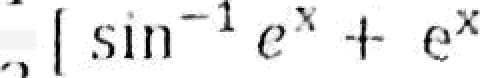 [ sin⁻¹ eˣ + eˣ